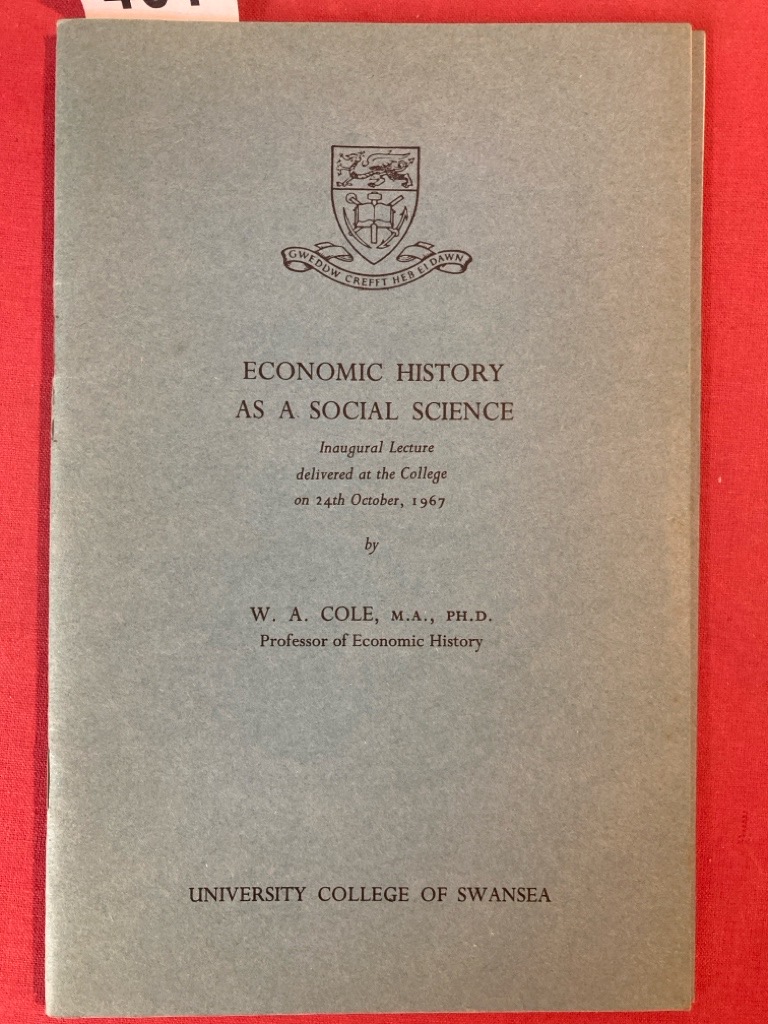 GWEDDW CREFFT HEB EI DAWN
ECONOMIC HISTORY
AS A SOCIAL SCIENCE
Inaugural Lecture
delivered at the College
on 24th October, 1967
by
W. A. COLE, M.A., PH.D.
Professor of Economic History
UNIVERSITY COLLEGE OF SWANSEA